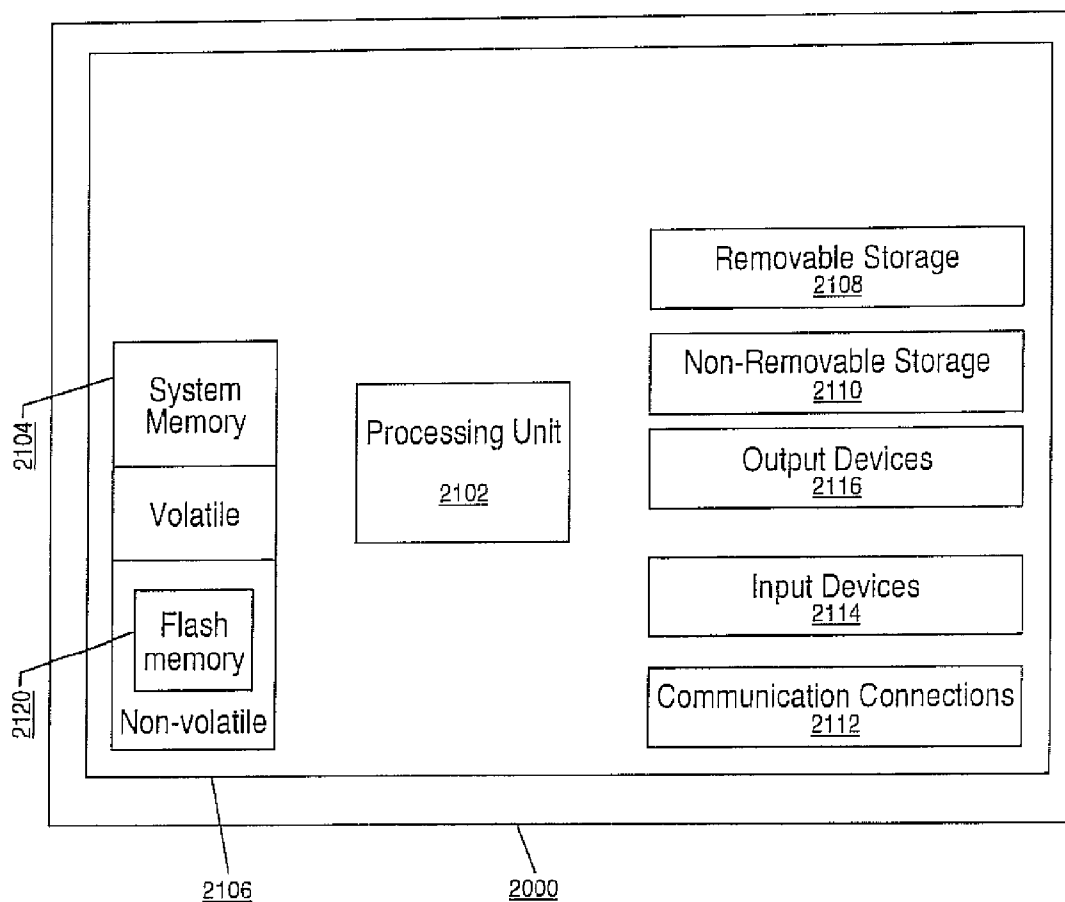 System
Memory
2104
Volatile
Flash
memory
2120
Non-volatile
Processing Unit
2102
Removable Storage
2108
Non-Removable Storage
2110
Output Devices
2116
Input Devices
2114
Communication Connections
2112
2106
2000